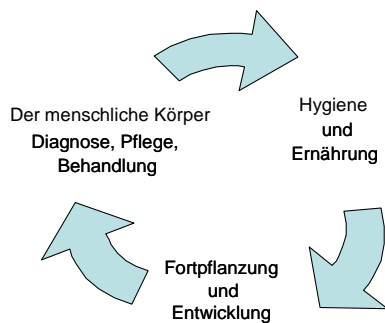 Der menschliche Körper
Diagnose, Pflege,
Behandlung
Hygiene
und
Ernährung
Fortpflanzung
und
Entwicklung